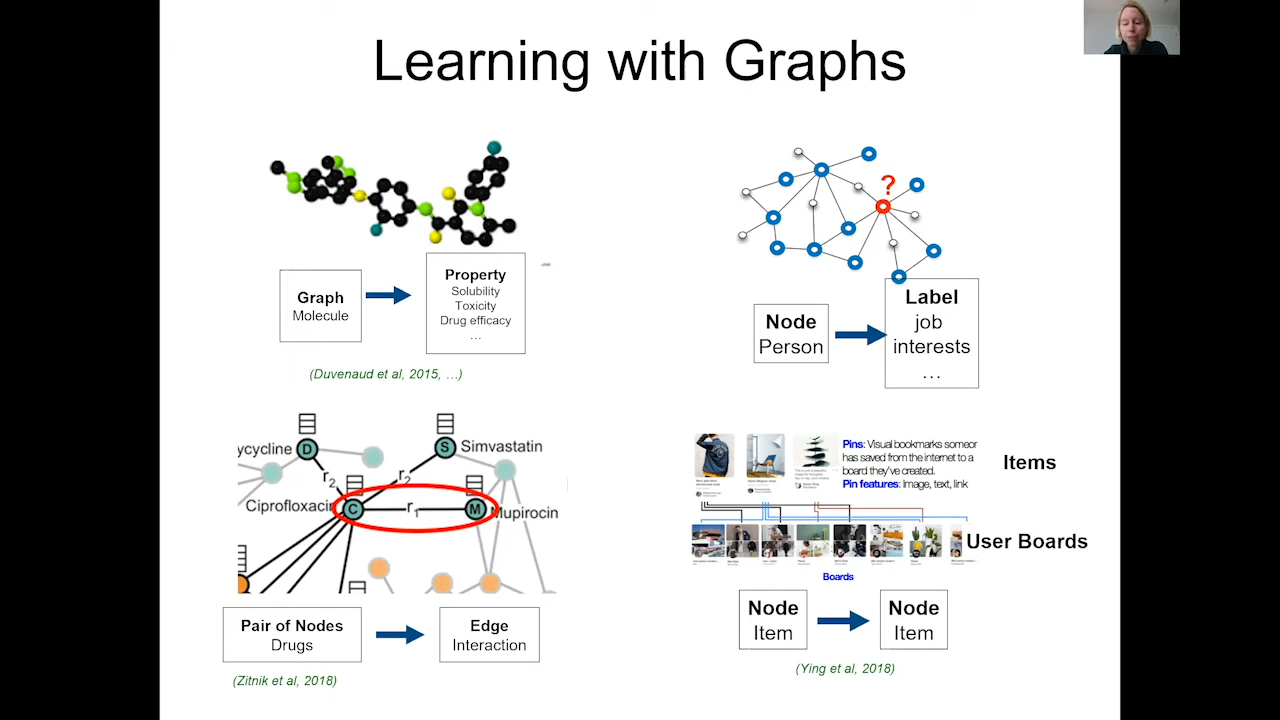 Learning with Graphs
Graph
Molecule
Property
Solubility
Toxicity
Drug efficacy
…
(Duvenaud et al, 2015, …)
?
Node
Person
Label
job
interests
…
ycycline
D
S
Simvastatin
r2
r2
Ciprofloxacin
C
r1
M
Mupirocin
Pair of Nodes
Drugs
Edge
Interaction
(Zitnik et al, 2018)
Pins: Visual bookmarks someor
has saved from the internet to a
board they've created.
Pin features: Image, text, link
Items
User Boards
Boards
Node
Item
Node
Item
(Ying et al, 2018)